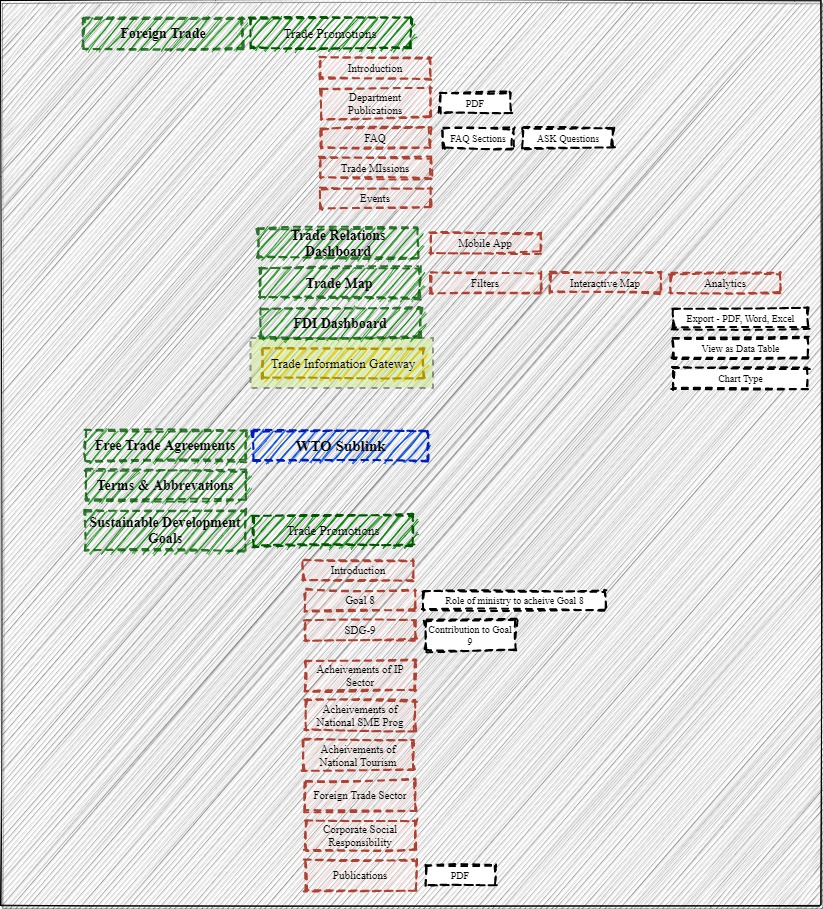 Foreign Trade
Trade Promotions
Introduction
Department
Publications
PDF
FAQ
FAQ Sections
ASK Questions
Trade MIssions
Events
Trade Relations
Dashboard
Mobile App
Trade Map
Filters
Interactive Map
Analytics
FDI Dashboard
Export - PDF, Word, Excel
View as Data Table
Trade Information Gateway
Chart Type
Free Trade Agreements
WTO Sublink
Terms & Abbrevations
Sustainable Development
Goals
Trade Promotions
Introduction
Goal 8
Role of ministry to acheive Goal 8
SDG-9
Contribution to Goal
9
Acheivements of IP
Sector
Acheivements of
National SME Prog
Acheivements of
National Tourism
Foreign Trade Sector
Corporate Social
Responsibility
Publications
PDF